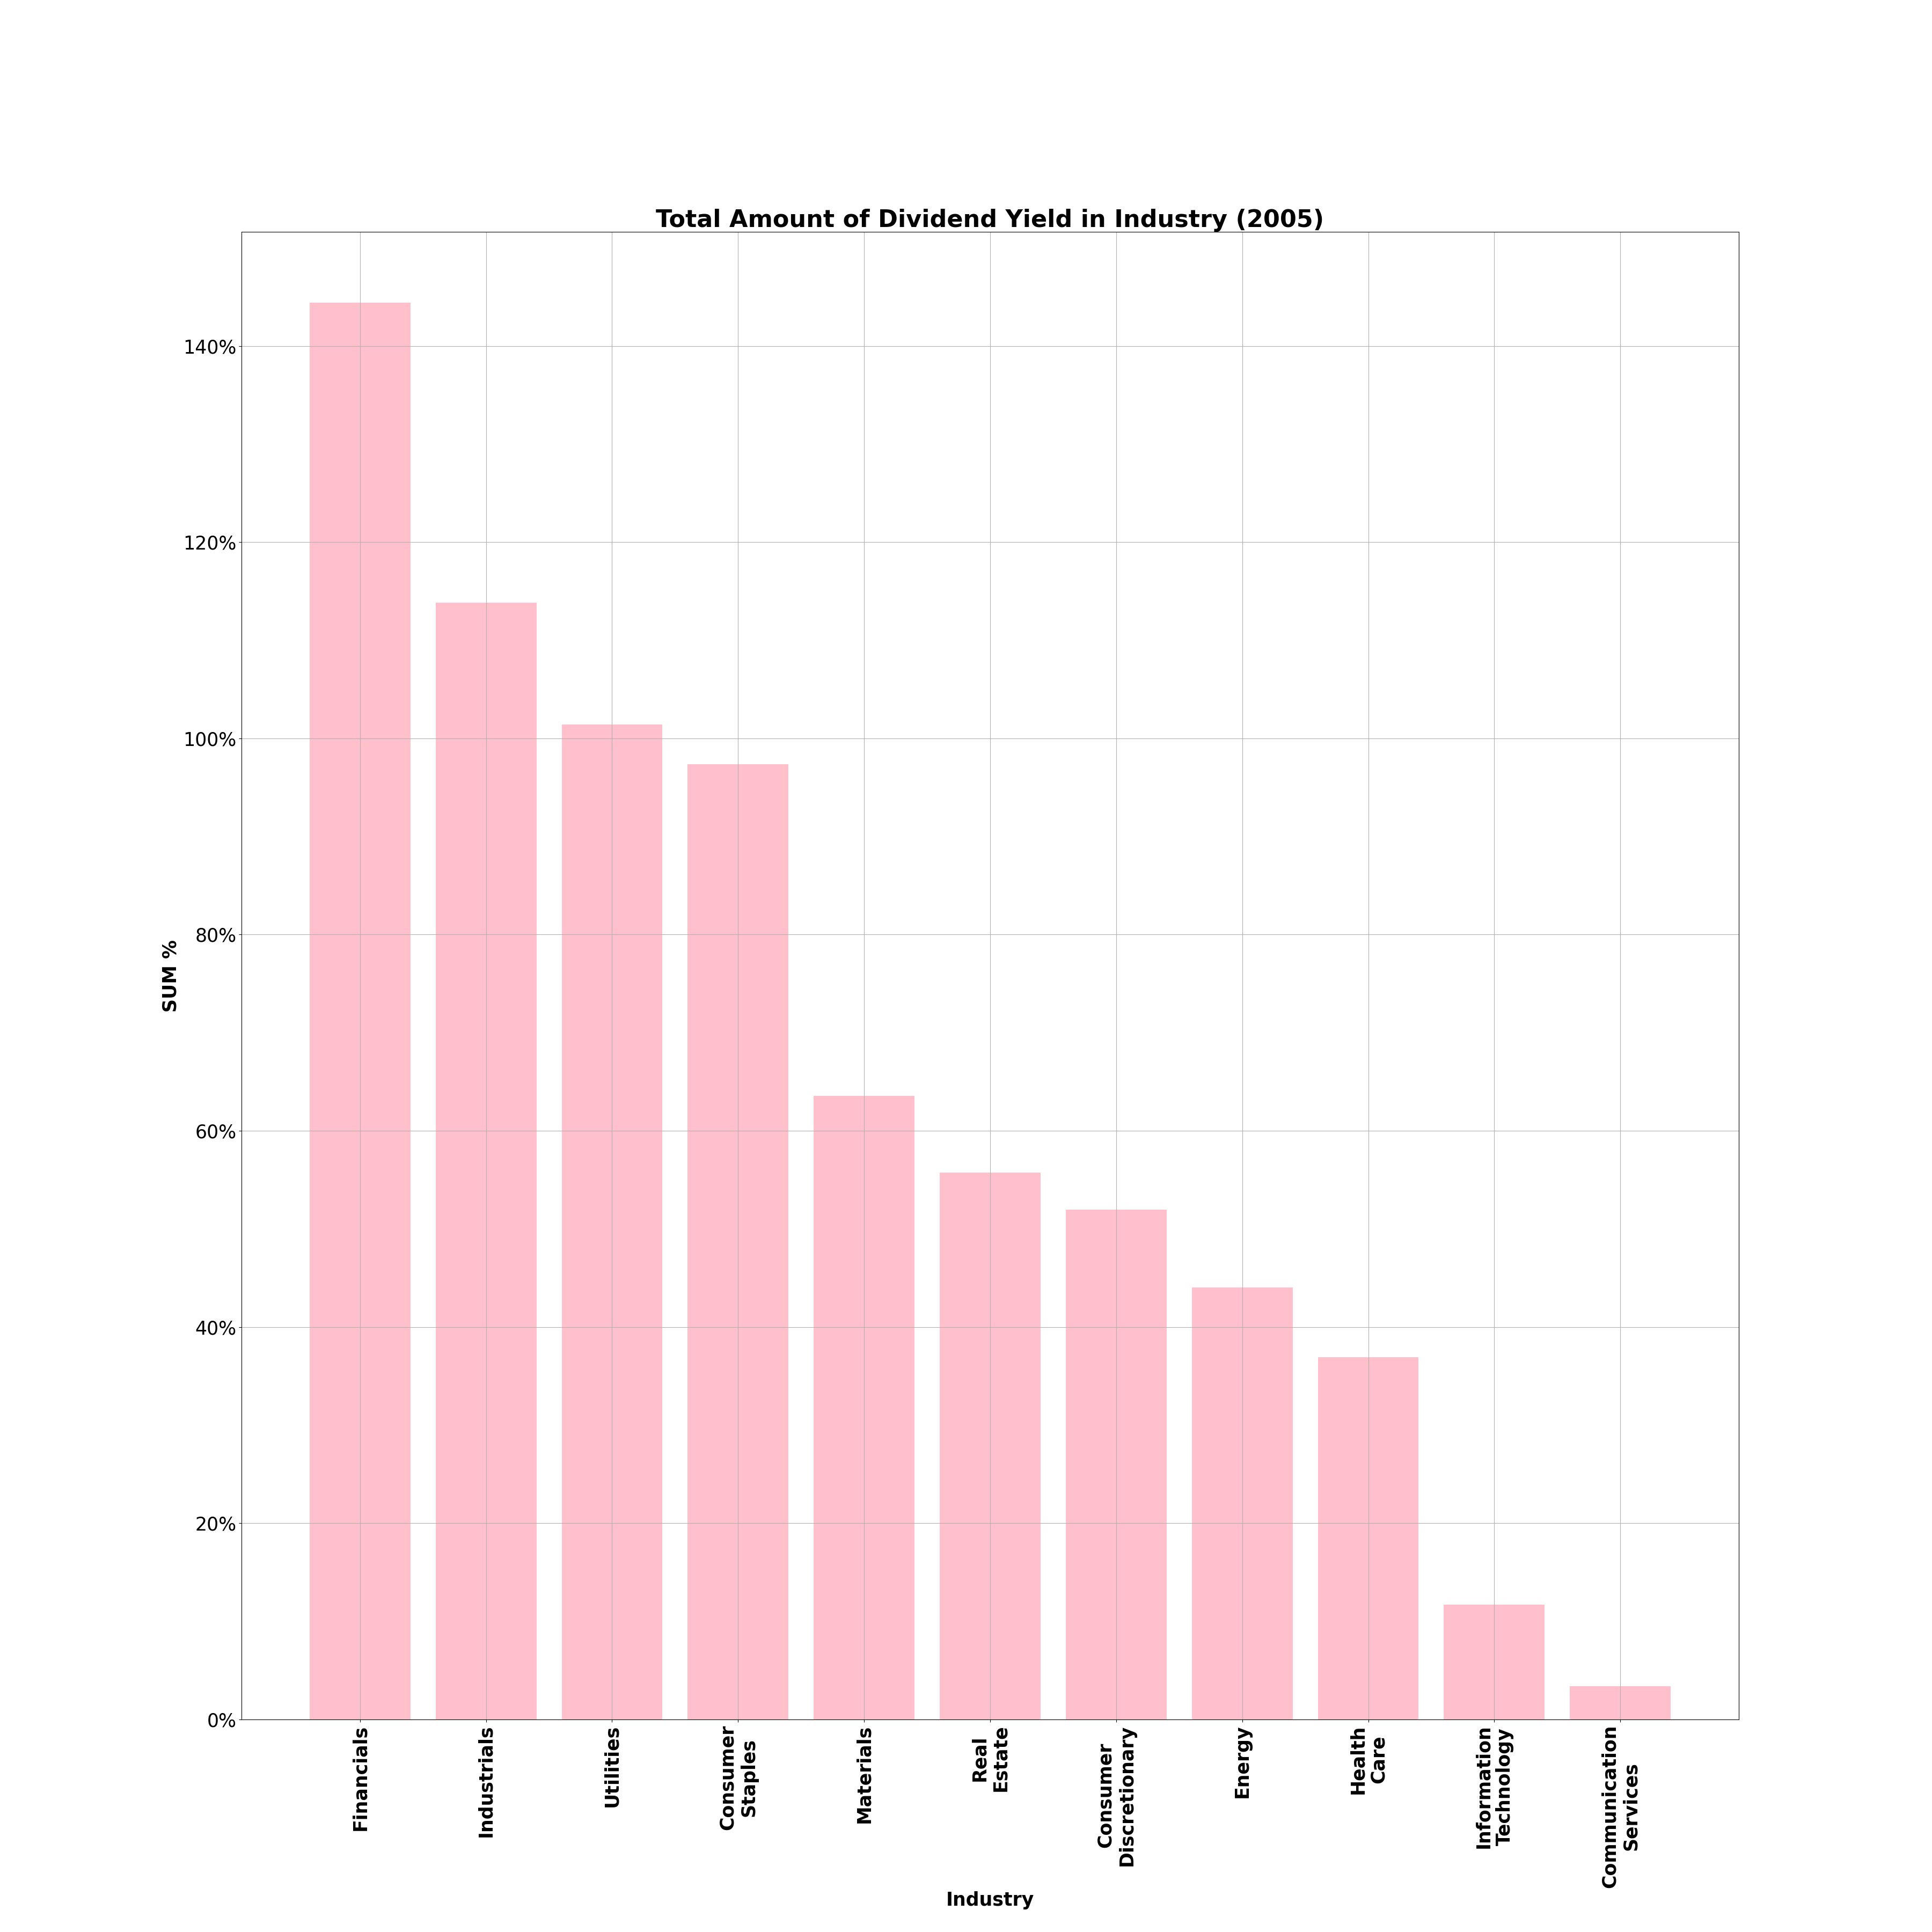 Total Amount of Dividend Yield in Industry (2005)
140%
120%
100%
80%
60%
40%
20%
0%
SUM %
Financials
Industrials
Utilities
Consumer
Staples
Materials
Real
Estate
Consumer
Discretionary
Energy
Health
Care
Information
Technology
Communication
Services
Industry